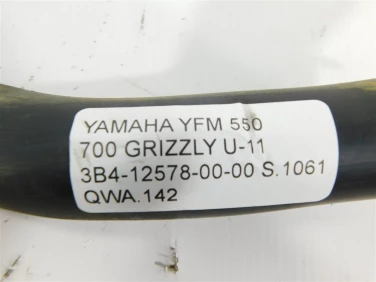 YAMAHA YFM 550
700 GRIZZLY U-11
3B4-12578-00-00 S.1061
QWA.142